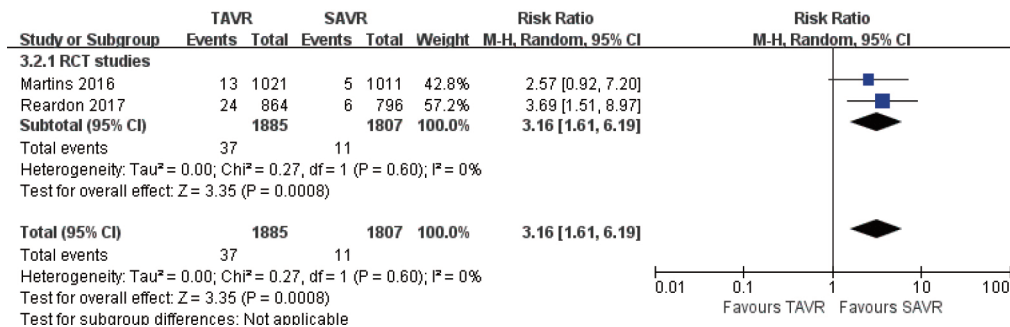 TAVR SAVR Risk Ratio Risk Ratio
Study or Subgroup Events Total Events Total Weight M-H, Random, 95% CI M-H, Random, 95% CI
3.2.1 RCT studies
Martins 2016 13 1021 5 1011 42.8% 2.57 [0.92, 7.20]
Reardon 2017 24 864 6 796 57.2% 3.69 [1.51, 8.97]
Subtotal (95% CI) 1885 1807 100.0% 3.16 [1.61, 6.19]
Total events 37 11
Heterogeneity: Tau² = 0.00; Chi² = 0.27, df = 1 (P = 0.60); I² = 0%
Test for overall effect: Z = 3.35 (P = 0.0008)
Total (95% CI) 1885 1807 100.0% 3.16 [1.61, 6.19]
Total events 37 11
Heterogeneity: Tau² = 0.00; Chi² = 0.27, df = 1 (P = 0.60); I² = 0%
Test for overall effect: Z = 3.35 (P = 0.0008)
Test for subgroup differences: Not applicable
0.01 0.1 1 10 100
Favours TAVR Favours SAVR